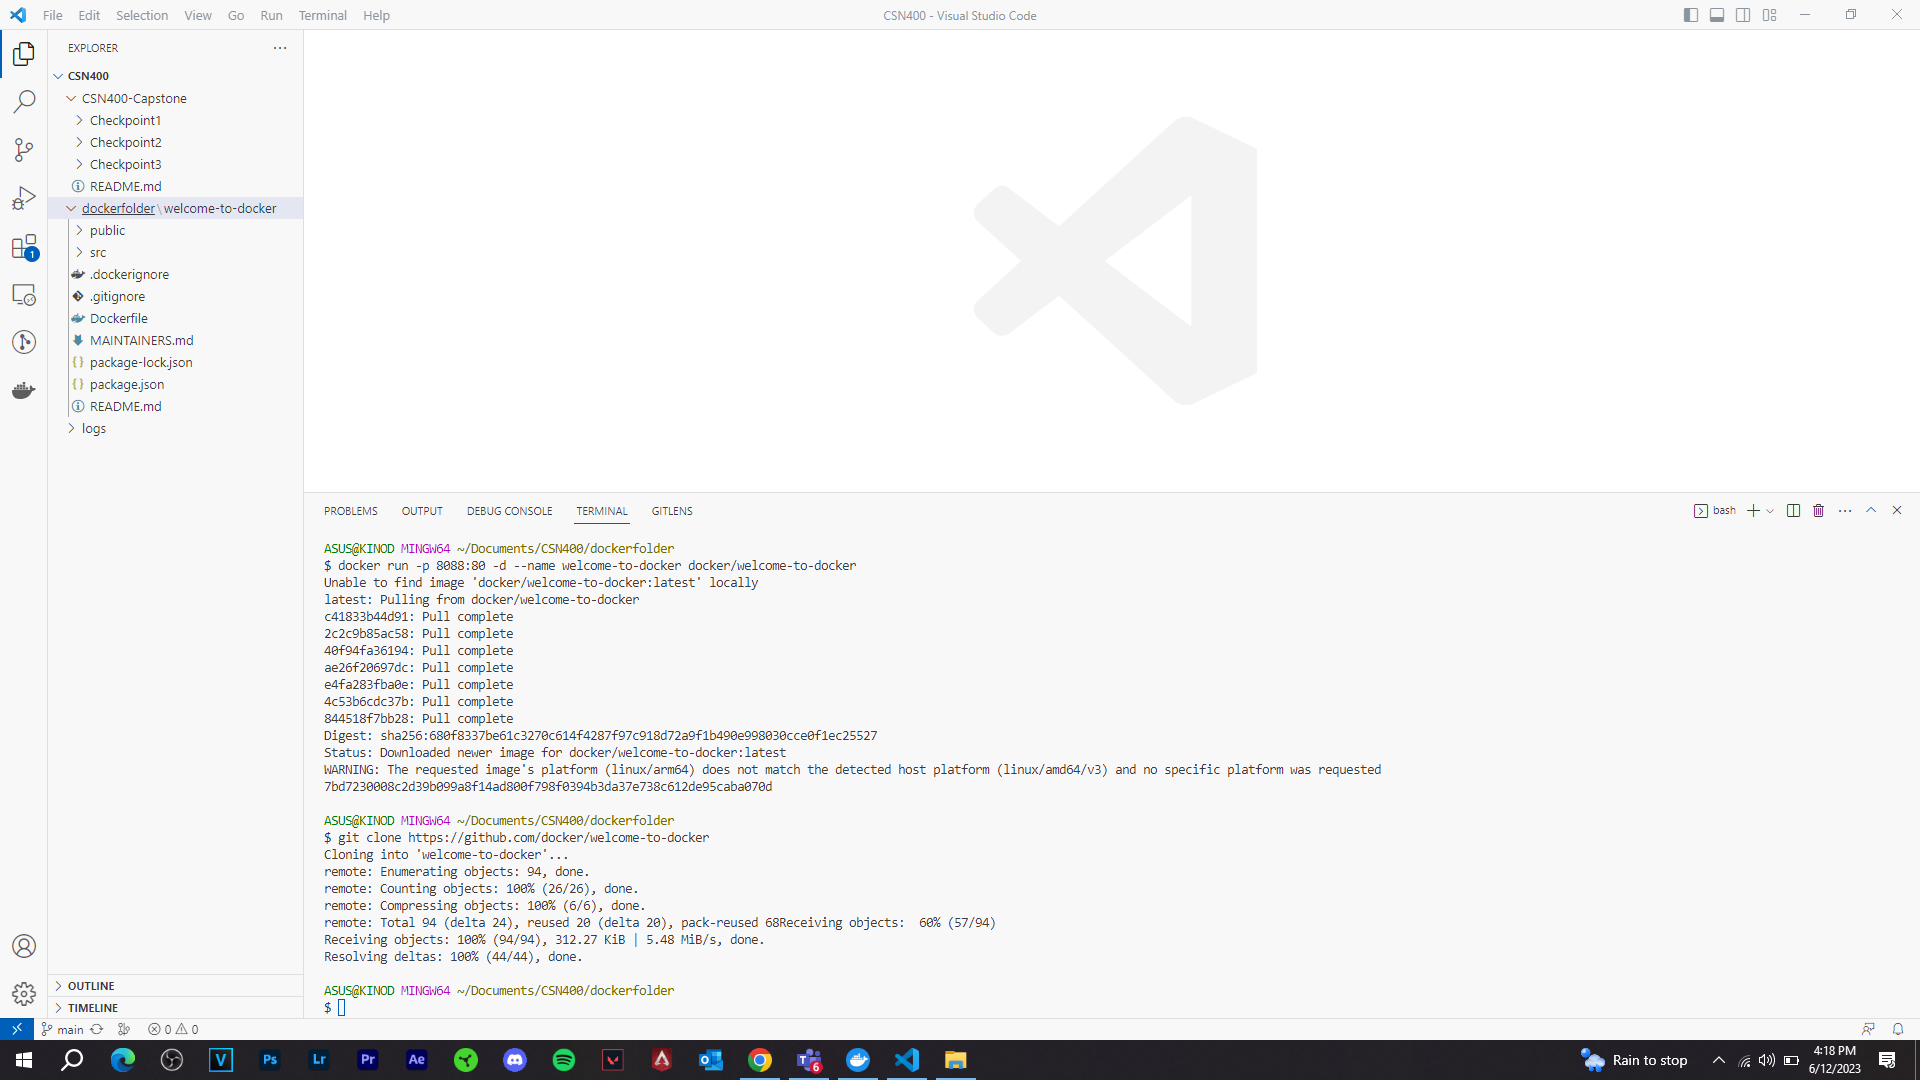 File Edit Selection View Go Run Terminal Help
CSN400 - Visual Studio Code
EXPLORER
CSN400
CSN400-Capstone
Checkpoint1
Checkpoint2
Checkpoint3
README.md
dockerfolder\welcome-to-docker
public
src
.dockerignore
.gitignore
Dockerfile
MAINTAINERS.md
package-lock.json
package.json
README.md
logs
OUTLINE
TIMELINE
1
PROBLEMS OUTPUT DEBUG CONSOLE TERMINAL GITLENS
bash
ASUS@KINOD MINGW64 ~/Documents/CSN400/dockerfolder
$ docker run -p 8088:80 -d --name welcome-to-docker docker/welcome-to-docker
Unable to find image 'docker/welcome-to-docker:latest' locally
latest: Pulling from docker/welcome-to-docker
c41833b44d91: Pull complete
2c2c9b85ac58: Pull complete
40f94fa36194: Pull complete
ae26f20697dc: Pull complete
e4fa283fba0e: Pull complete
4c53b6cdc37b: Pull complete
844518f7bb28: Pull complete
Digest: sha256:680f8337be61c3270c614f4287f97c918d72a9f1b490e998030cce0f1ec25527
Status: Downloaded newer image for docker/welcome-to-docker:latest
WARNING: The requested image's platform (linux/arm64) does not match the detected host platform (linux/amd64/v3) and no specific platform was requested
7bd7230008c2d39b099a8f14ad800f798f0394b3da37e738c612de95caba070d
ASUS@KINOD MINGW64 ~/Documents/CSN400/dockerfolder
$ git clone https://github.com/docker/welcome-to-docker
Cloning into 'welcome-to-docker'...
remote: Enumerating objects: 94, done.
remote: Counting objects: 100% (26/26), done.
remote: Compressing objects: 100% (6/6), done.
remote: Total 94 (delta 24), reused 20 (delta 20), pack-reused 68Receiving objects:  60% (57/94)
Receiving objects: 100% (94/94), 312.27 KiB | 5.48 MiB/s, done.
Resolving deltas: 100% (44/44), done.
ASUS@KINOD MINGW64 ~/Documents/CSN400/dockerfolder
$
main 0 0
V Ps Lr Pr Ae T 6
Rain to stop
4:18 PM
6/12/2023